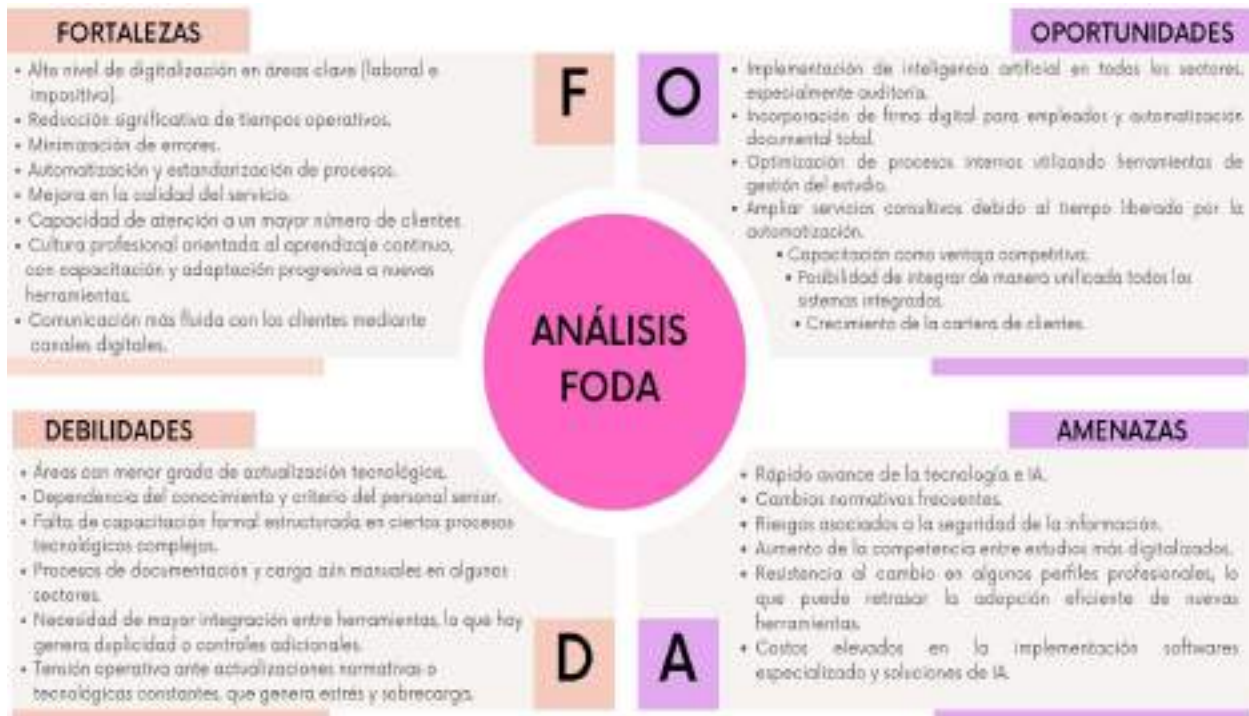 FORTALEZAS
• Alto nivel de digitalización en áreas clave (laboral e
impositiva).
• Reducción significativa de tiempos operativos.
• Minimización de errores.
• Automatización y estandarización de procesos.
• Mejora en la calidad del servicio.
• Capacidad de atención a un mayor número de clientes.
• Cultura profesional orientada al aprendizaje continuo,
con capacitación y adaptación progresiva a nuevas
herramientas.
• Comunicación más fluida con los clientes mediante
canales digitales.
F
O
OPORTUNIDADES
• Implementación de inteligencia artificial en todos los sectores,
especialmente auditoría.
• Incorporación de firma digital para empleados y automatización
documental total.
• Optimización de procesos internos utilizando herramientas de
gestión del estudio.
• Ampliar servicios consultivos debido al tiempo liberado por la
automatización.
• Capacitación como ventaja competitiva.
• Posibilidad de integrar de manera unificada todos los
sistemas integrados.
• Crecimiento de la cartera de clientes.
ANÁLISIS
FODA
DEBILIDADES
• Áreas con menor grado de actualización tecnológica.
• Dependencia del conocimiento y criterio del personal senior.
• Falta de capacitación formal estructurada en ciertos procesos
tecnológicos complejos.
• Procesos de documentación y carga aún manuales en algunos
sectores.
• Necesidad de mayor integración entre herramientas, lo que hoy
genera duplicidad o controles adicionales.
• Tensión operativa ante actualizaciones normativas o
tecnológicas constantes, que genera estrés y sobrecarga.
D
A
AMENAZAS
• Rápido avance de la tecnología e IA.
• Cambios normativos frecuentes.
• Riesgos asociados a la seguridad de la información.
• Aumento de la competencia entre estudios más digitalizados.
• Resistencia al cambio en algunos perfiles profesionales, lo
que puede retrasar la adopción eficiente de nuevas
herramientas.
• Costos elevados en la implementación softwares
especializado y soluciones de IA.